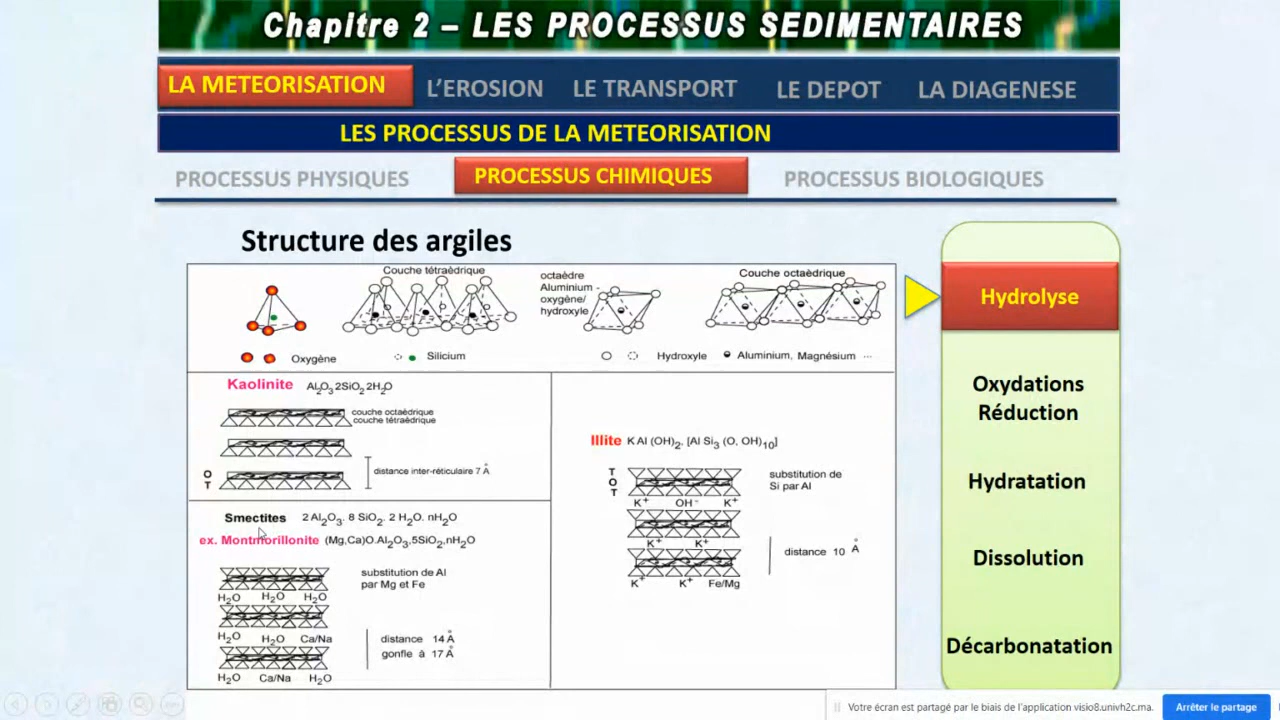 Chapitre 2 – LES PROCESSUS SEDIMENTAIRES
LA METEORISATION L'EROSION LE TRANSPORT LE DEPOT LA DIAGENESE
LES PROCESSUS DE LA METEORISATION
PROCESSUS PHYSIQUES PROCESSUS CHIMIQUES PROCESSUS BIOLOGIQUES
Structure des argiles
Couche tétraèdrique
octaèdre
Aluminium -
oxygéne/
hydroxyle
Couche octaèdrique
Oxygéne
Silicium
Hydroxyle
Aluminium, Magnésium ...
Kaolinite Al2O3 2SiO2 2H2O
couche octaédrique
couche tétraédrique
O
T
distance inter-réticulaire 7 Å
Smectites 2 Al2O3. 8 SiO2. 2 H2O. nH2O
ex. Montmorillonite (Mg,Ca)O.Al2O3.5SiO2,nH2O
substitution de Al
par Mg et Fe
H2O H2O H2O
H2O H2O Ca/Na
distance 14 Å
gonfle à 17 Å
H2O Ca/Na H2O
Illite K Al (OH)2, [Al Si3 (O, OH)10]
T
O
T
substitution de
Si par Al
K+ OH- K+
K+ K+
distance 10 Å
K+ K+ Fe/Mg
Hydrolyse
Oxydations
Réduction
Hydratation
Dissolution
Décarbonatation
Votre écran est partagé par le biais de l'application visio8.univh2c.ma.
Arrêter le partage